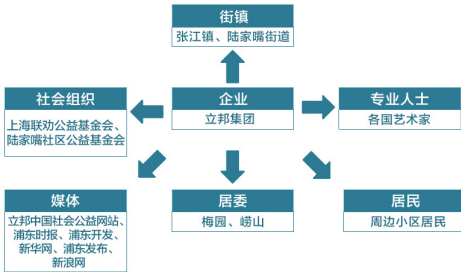 街镇
张江镇、陆家嘴街道
社会组织
上海联劝公益基金会、
陆家嘴社区公益基金会
企业
立邦集团
专业人士
各国艺术家
媒体
立邦中国社会公益网站、
浦东时报、浦东开发、
新华网、浦东发布、
新浪网
居委
梅园、崂山
居民
周边小区居民